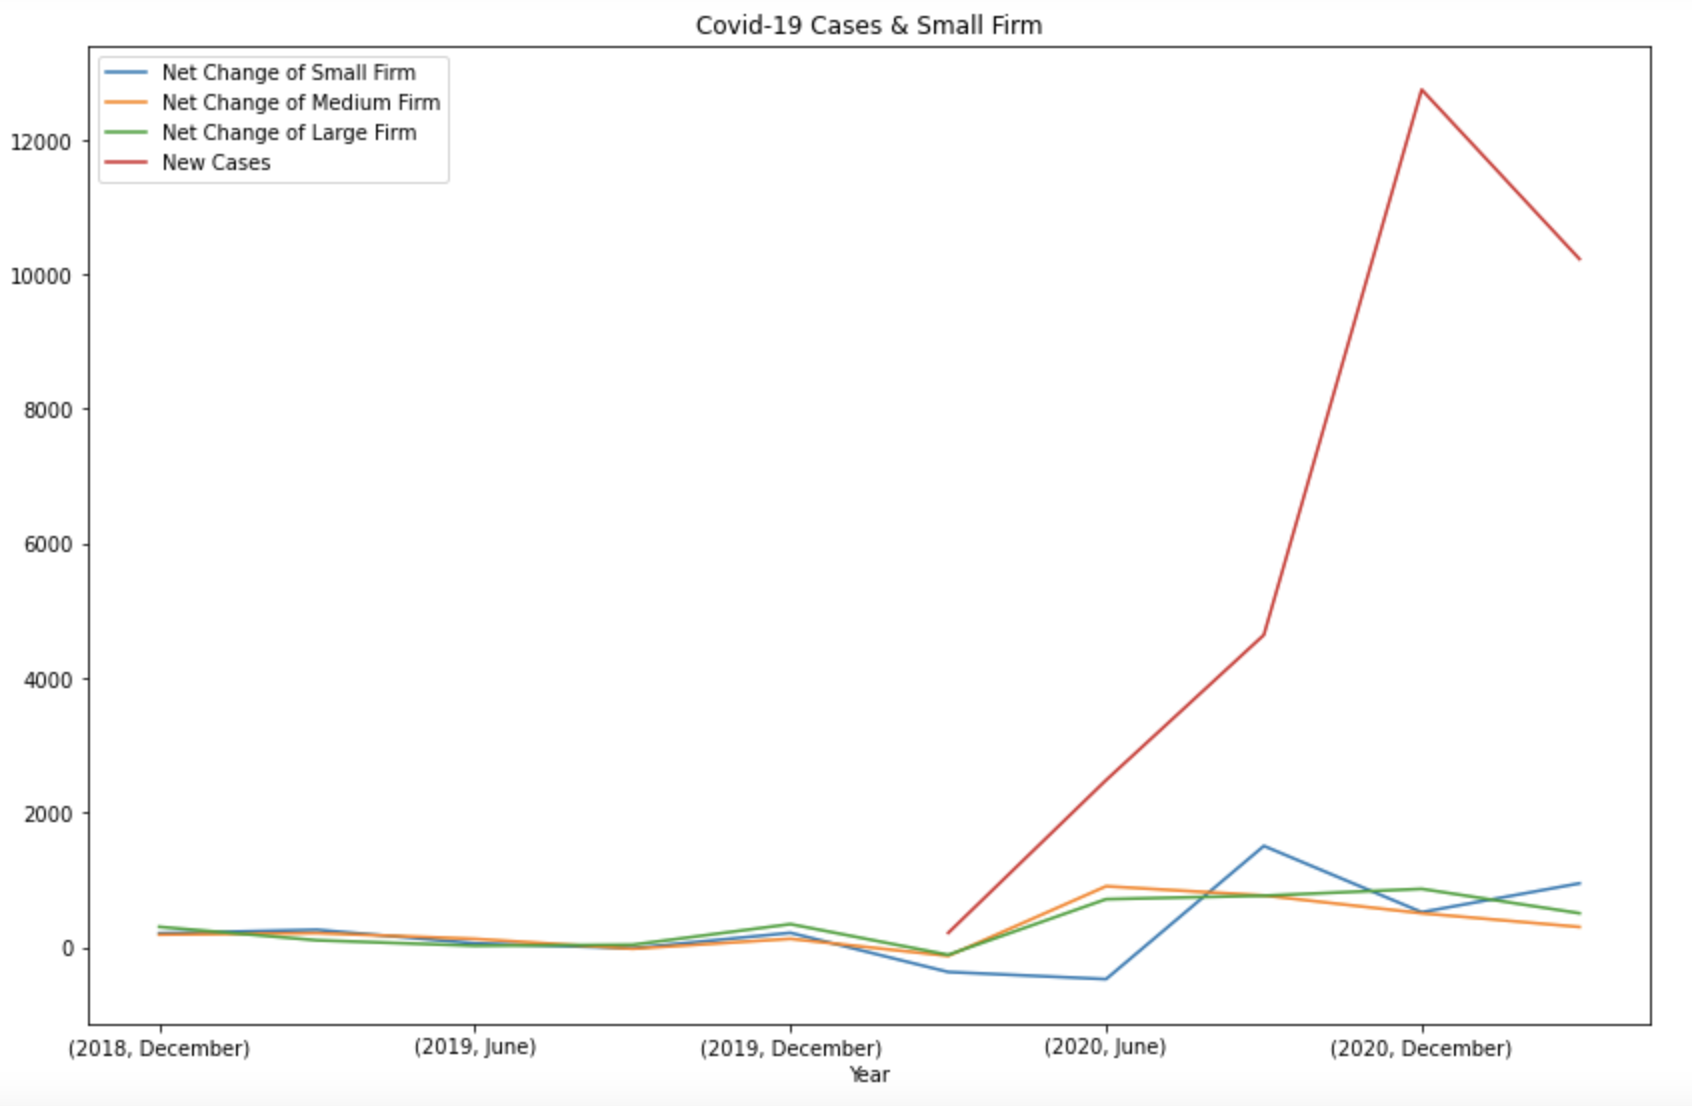 Covid-19 Cases & Small Firm
Net Change of Small Firm
Net Change of Medium Firm
Net Change of Large Firm
New Cases
12000
10000
8000
6000
4000
2000
0
(2018, December)
(2019, June)
(2019, December)
(2020, June)
(2020, December)
Year